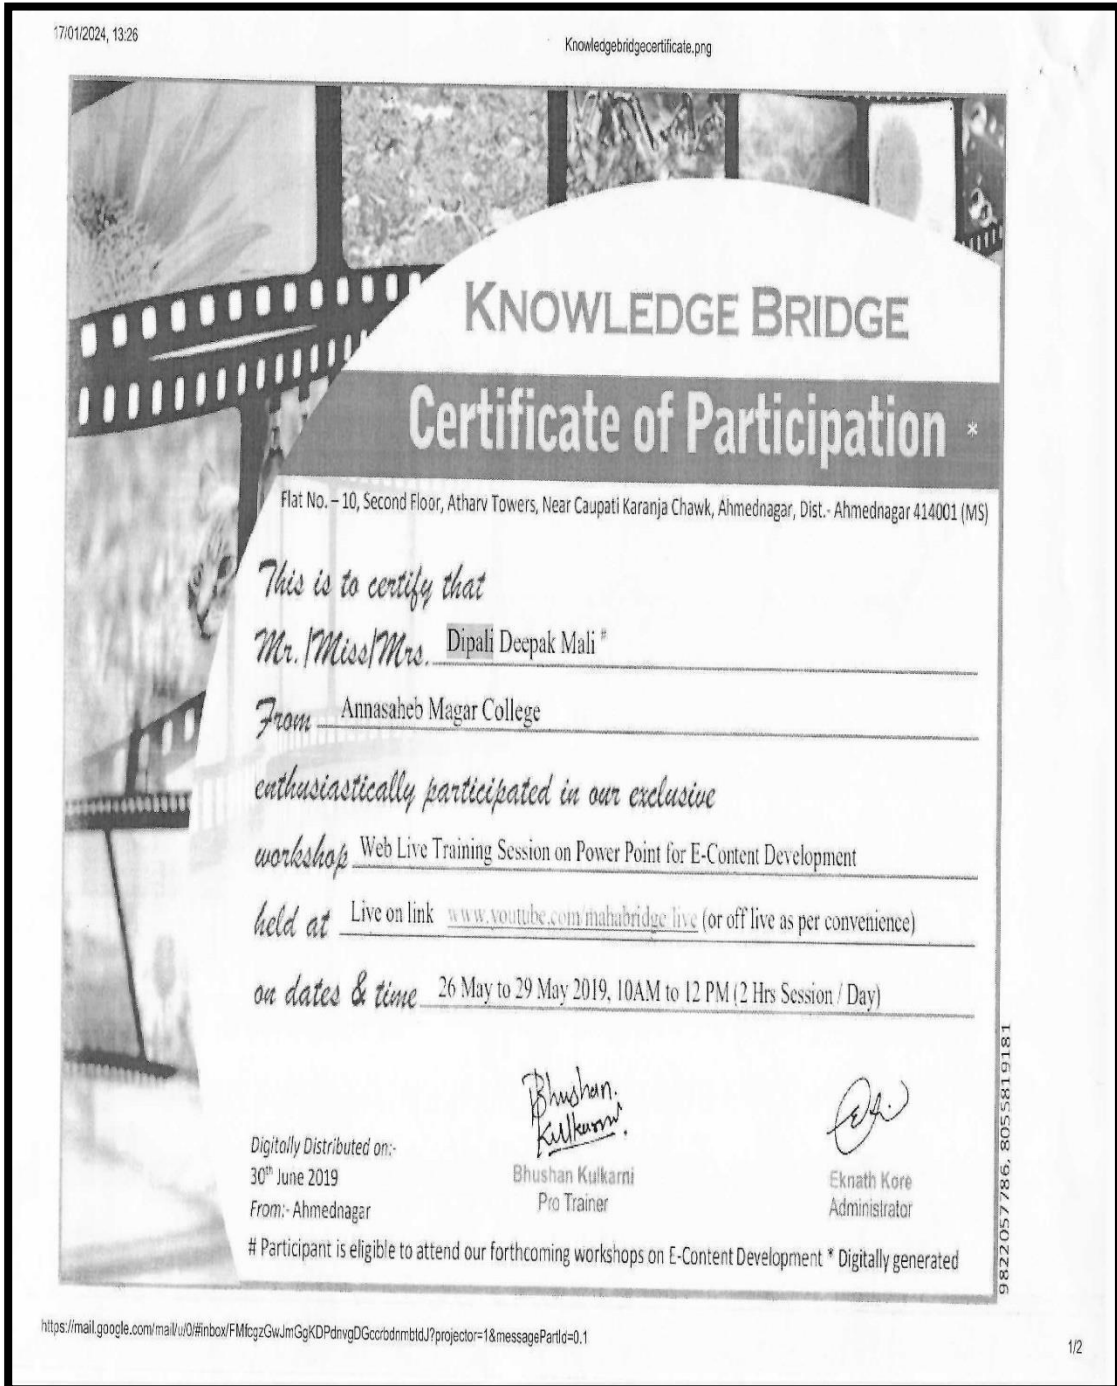 17/01/2024, 13:26
Knowledgebridgecertificate.png
KNOWLEDGE BRIDGE
Certificate of Participation *
Flat No. – 10, Second Floor, Atharv Towers, Near Caupati Karanja Chawk, Ahmednagar, Dist.- Ahmednagar 414001 (MS)
This is to certify that
Mr./Miss/Mrs. Dipali Deepak Mali #
From Annasaheb Magar College
enthusiastically participated in our exclusive
workshop Web Live Training Session on Power Point for E-Content Development
held at Live on link www.youtube.com/mahabridge live (or off live as per convenience)
on dates & time 26 May to 29 May 2019, 10AM to 12 PM (2 Hrs Session / Day)
Bhushan.
Kulkarni
Digitally Distributed on:-
30th June 2019
From:- Ahmednagar
Bhushan Kulkarni
Pro Trainer
Eknath Kore
Administrator
# Participant is eligible to attend our forthcoming workshops on E-Content Development * Digitally generated
9822057786, 8055819181
https://mail.google.com/mail/u/0/#inbox/FMfcgzGwJmGgKDPdnvgDGccrbdnmbtdJ?projector=1&messagePartId=0.1
1/2